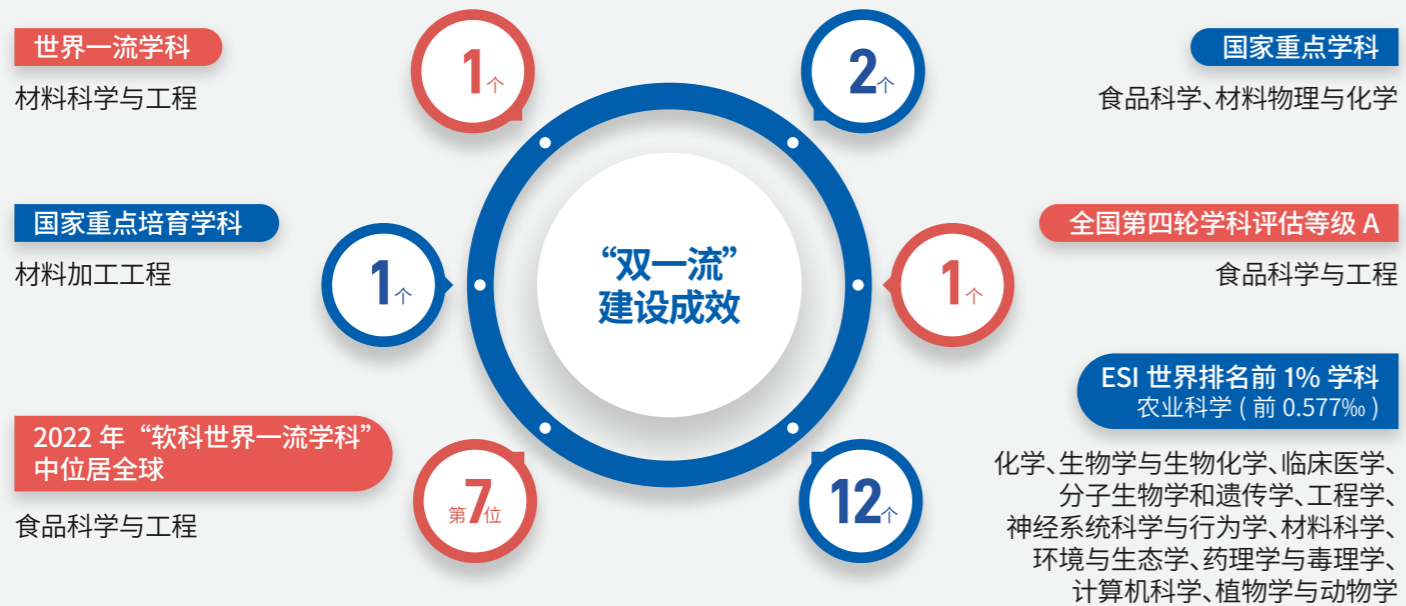 世界一流学科
材料科学与工程
1个
国家重点培育学科
材料加工工程
1个
2022 年“软科世界一流学科”
中位居全球
食品科学与工程
第7位
“双一流”
建设成效
2个
国家重点学科
食品科学、材料物理与化学
1个
全国第四轮学科评估等级 A
食品科学与工程
12个
ESI 世界排名前 1% 学科
农业科学 ( 前 0.577‰ )
化学、生物学与生物化学、临床医学、
分子生物学和遗传学、工程学、
神经系统科学与行为学、材料科学、
环境与生态学、药理学与毒理学、
计算机科学、植物学与动物学